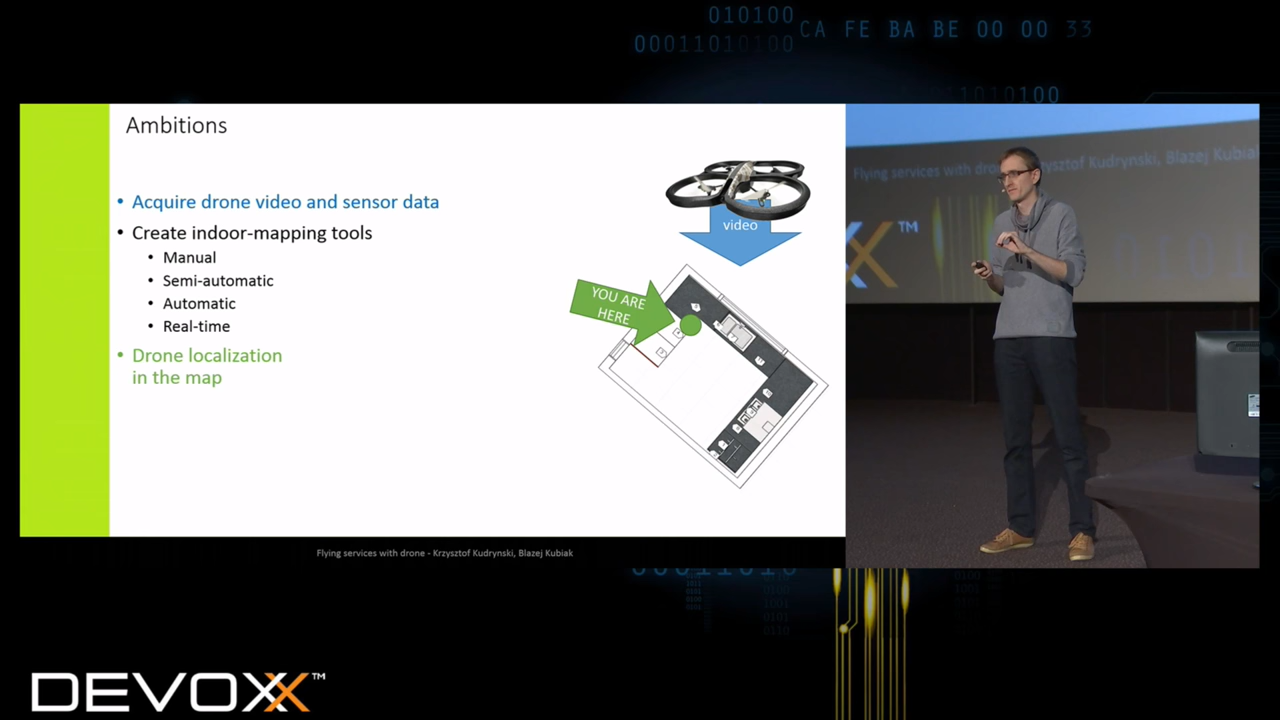 010100
00011010100
CA FE BA BE 00 00 33
1010100
Ambitions
• Acquire drone video and sensor data
• Create indoor-mapping tools
• Manual
• Semi-automatic
• Automatic
• Real-time
• Drone localization
in the map
video
YOU ARE
HERE
Flying services with
Krzysztof Kudrynski, Blazej Kubiak
X™
Flying services with drone - Krzysztof Kudrynski, Blazej Kubiak
DEVOXX™